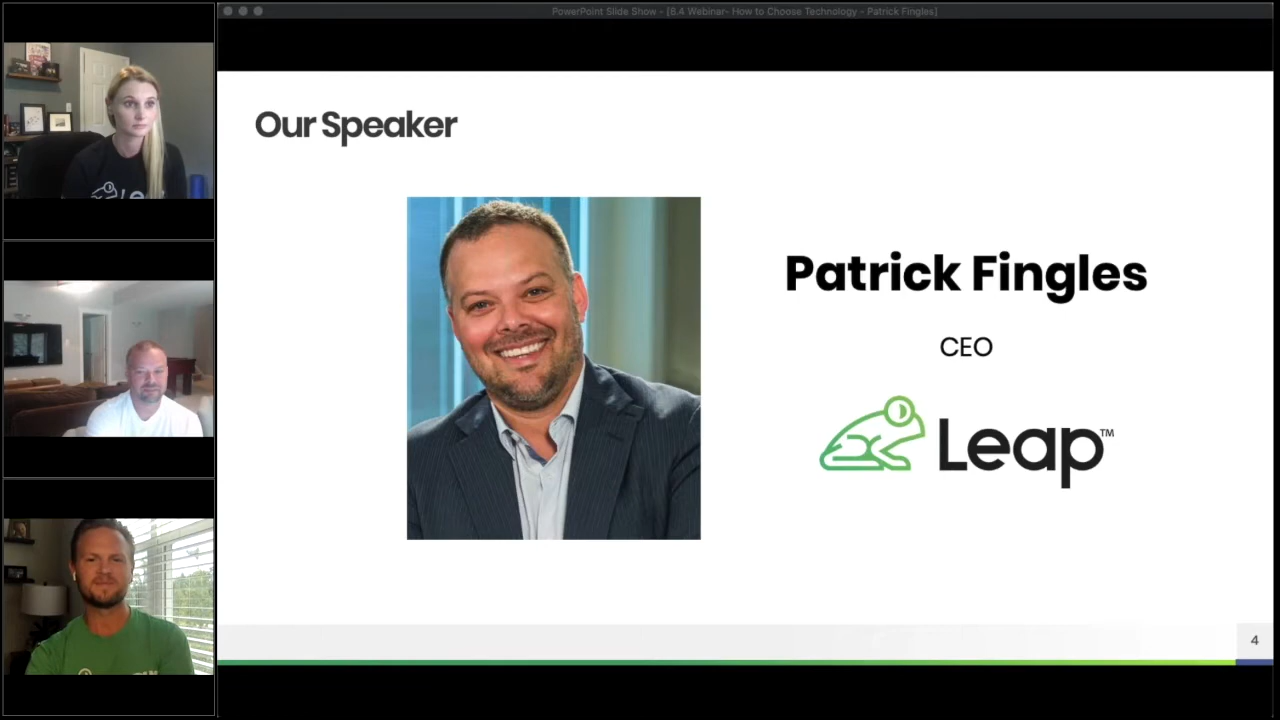 PowerPoint Slide Show - [8.4 Webinar- How to Choose Technology - Patrick Fingles]
Our Speaker
Patrick Fingles
CEO
Leap™
4